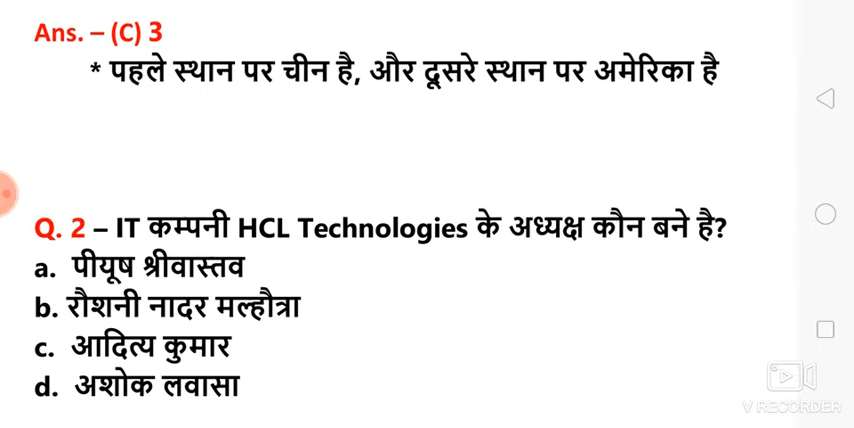 Ans. – (C) 3
* पहले स्थान पर चीन है, और दूसरे स्थान पर अमेरिका है
Q. 2 – IT कम्पनी HCL Technologies के अध्यक्ष कौन बने है?
a. पीयूष श्रीवास्तव
b. रौशनी नादर मल्हौत्रा
c. आदित्य कुमार
d. अशोक लवासा
V RECORDER